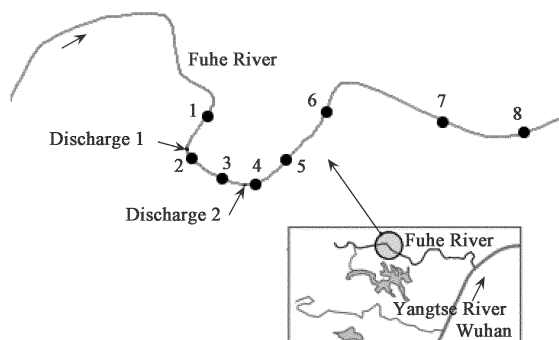 Fuhe River
1
Discharge 1
2
3
4
5
6
7
8
Discharge 2
Fuhe River
Yangtse River
Wuhan